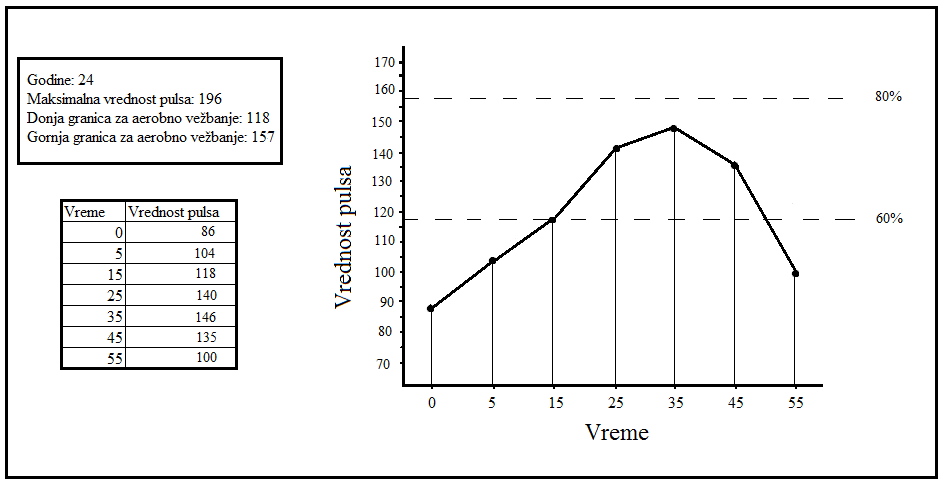 Godine: 24
Maksimalna vrednost pulsa: 196
Donja granica za aerobno vežbanje: 118
Gornja granica za aerobno vežbanje: 157
Vreme Vrednost pulsa
0 86
5 104
15 118
25 140
35 146
45 135
55 100
Vrednost pulsa
170
160
150
140
130
120
110
100
90
80
70
80%
60%
0 5 15 25 35 45 55
Vreme